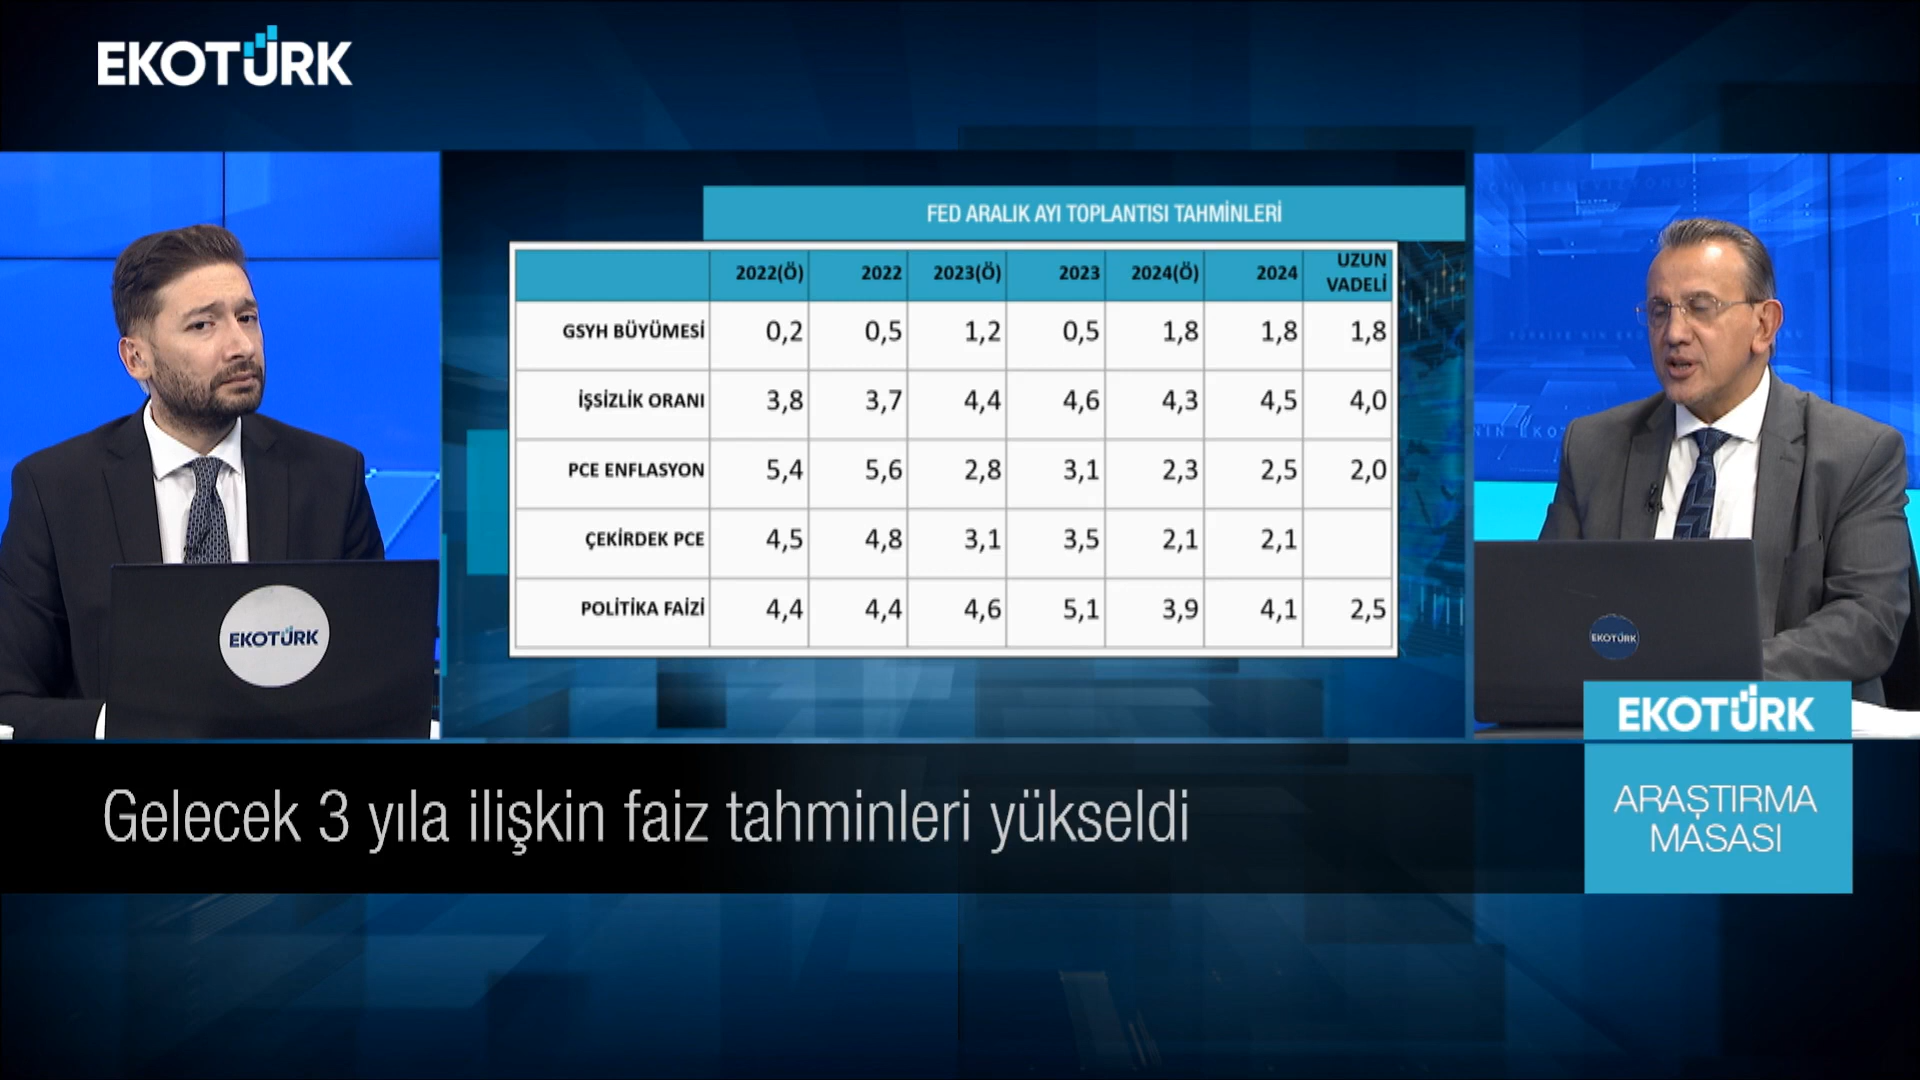 EKOTÜRK
FED ARALIK AYI TOPLANTISI TAHMİNLERİ
2022(Ö) 2022 2023(Ö) 2023 2024(Ö) 2024 UZUN VADELİ
GSYH BÜYÜMESİ 0,2 0,5 1,2 0,5 1,8 1,8 1,8
İŞSİZLİK ORANI 3,8 3,7 4,4 4,6 4,3 4,5 4,0
PCE ENFLASYON 5,4 5,6 2,8 3,1 2,3 2,5 2,0
ÇEKİRDEK PCE 4,5 4,8 3,1 3,5 2,1 2,1
POLİTİKA FAİZİ 4,4 4,4 4,6 5,1 3,9 4,1 2,5
EKOTÜRK
EKOTÜRK
EKOTÜRK
Gelecek 3 yıla ilişkin faiz tahminleri yükseldi
ARAŞTIRMA
MASASI